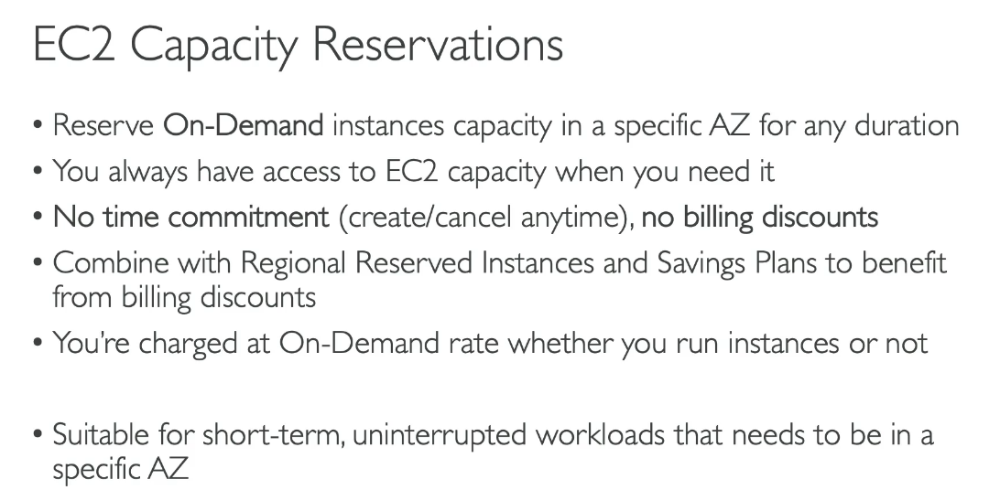 EC2 Capacity Reservations
• Reserve On-Demand instances capacity in a specific AZ for any duration
• You always have access to EC2 capacity when you need it
• No time commitment (create/cancel anytime), no billing discounts
• Combine with Regional Reserved Instances and Savings Plans to benefit
from billing discounts
• You’re charged at On-Demand rate whether you run instances or not
• Suitable for short-term, uninterrupted workloads that needs to be in a
specific AZ